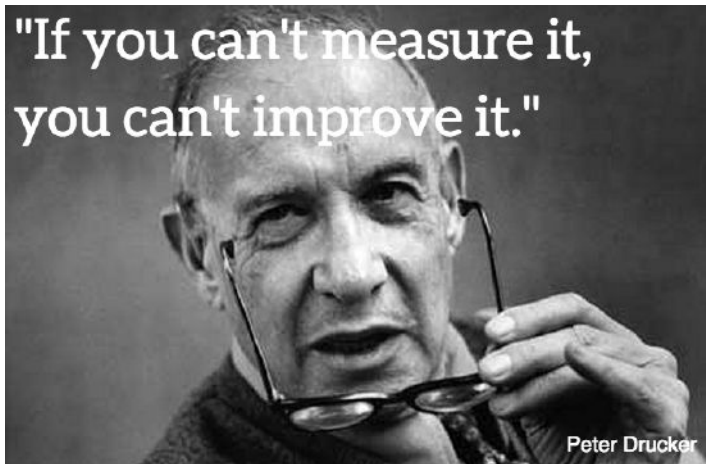 "If you can't measure it,
you can't improve it."
Peter Drucker